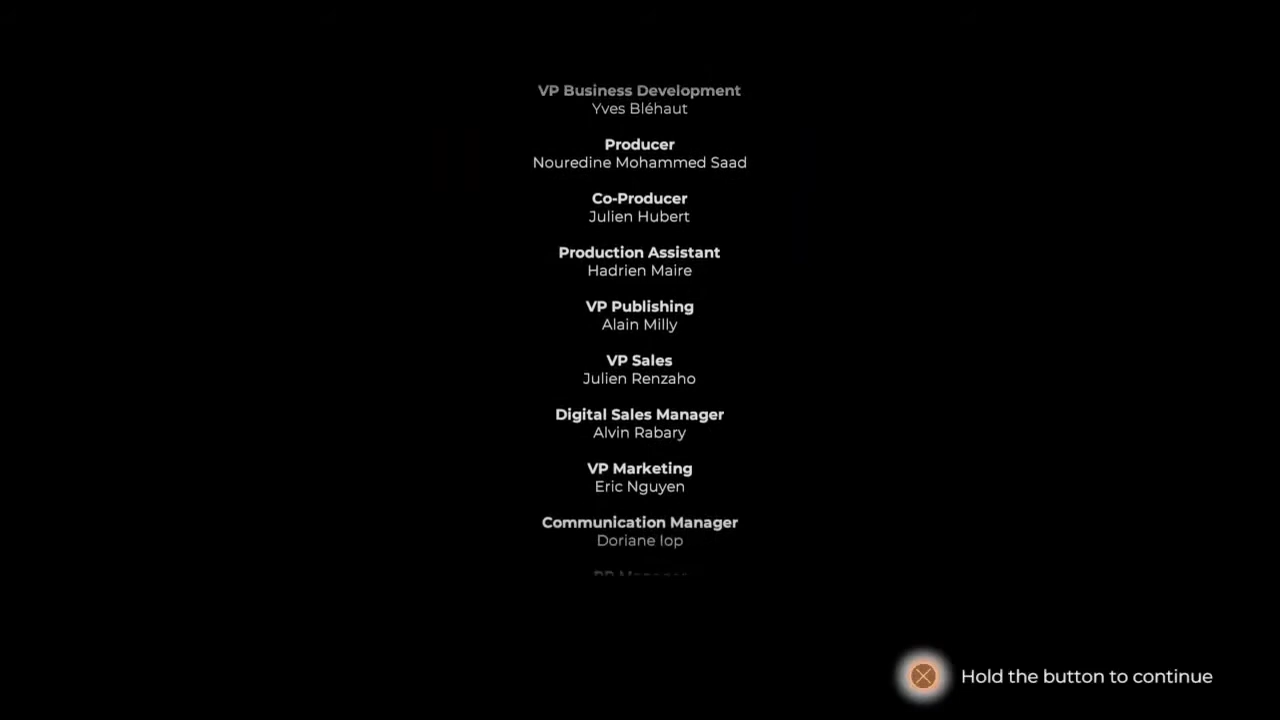 VP Business Development
Yves Bléhaut
Producer
Nouredine Mohammed Saad
Co-Producer
Julien Hubert
Production Assistant
Hadrien Maire
VP Publishing
Alain Milly
VP Sales
Julien Renzaho
Digital Sales Manager
Alvin Rabary
VP Marketing
Eric Nguyen
Communication Manager
Doriane Iop
Hold the button to continue